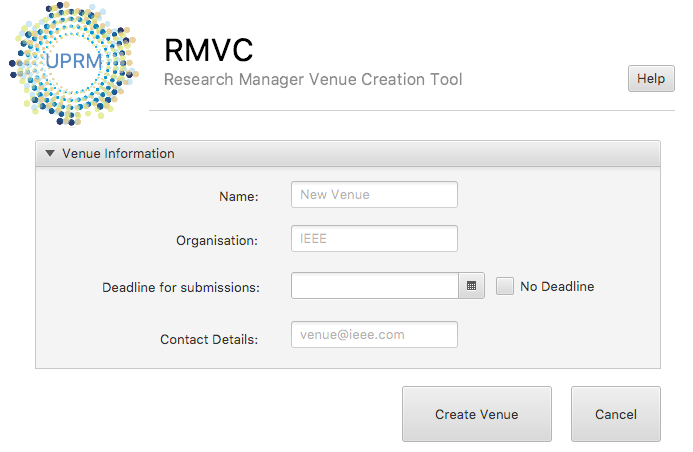 UPRM
RMVC
Research Manager Venue Creation Tool
Help
Venue Information
Name:
New Venue
Organisation:
IEEE
Deadline for submissions:
No Deadline
Contact Details:
venue@ieee.com
Create Venue
Cancel